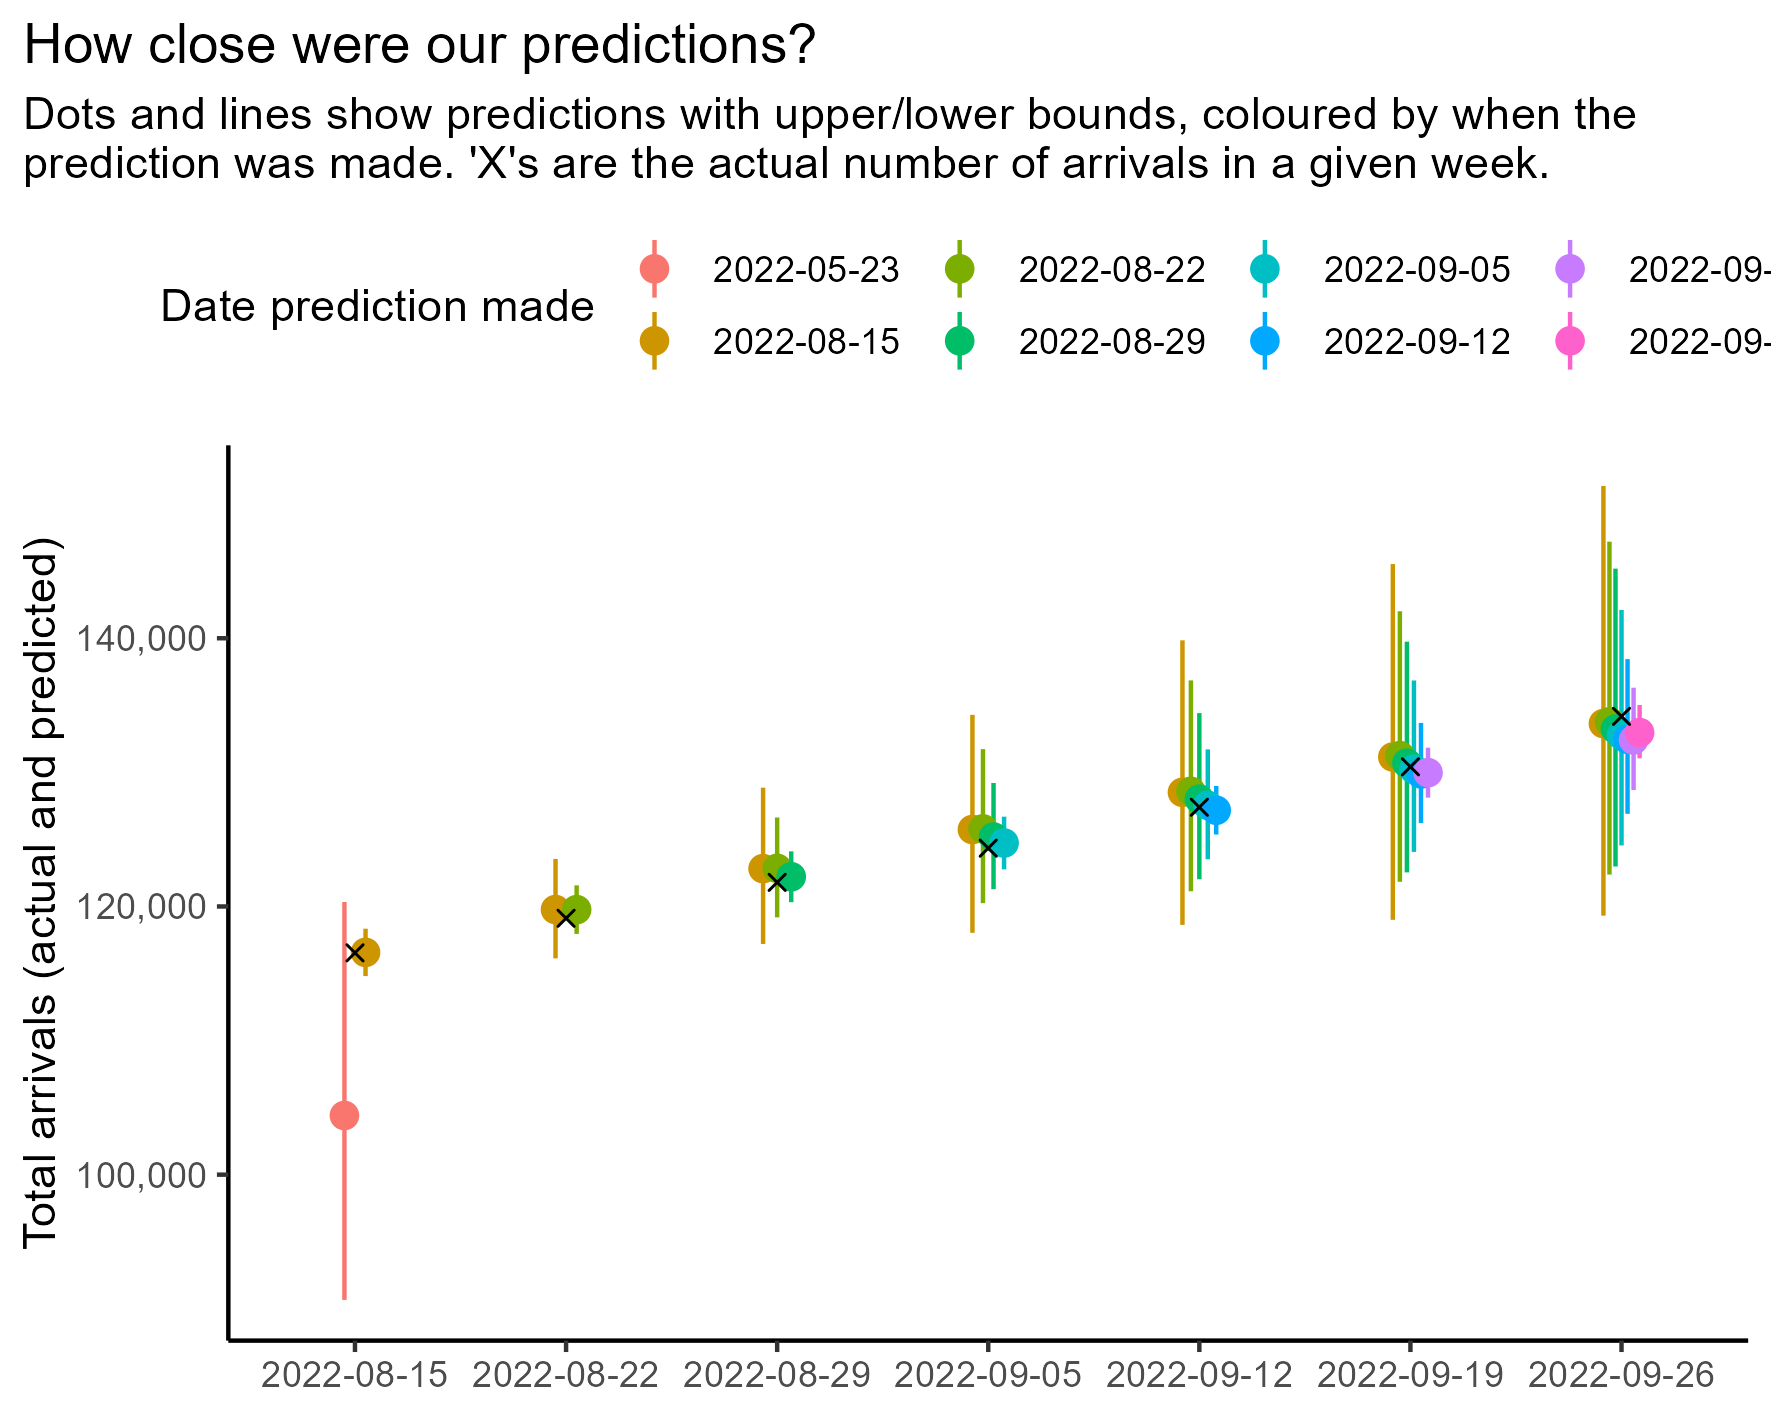 How close were our predictions?
Dots and lines show predictions with upper/lower bounds, coloured by when the
prediction was made. 'X's are the actual number of arrivals in a given week.
Date prediction made
2022-05-23 2022-08-22 2022-09-05 2022-09-
2022-08-15 2022-08-29 2022-09-12 2022-09-
Total arrivals (actual and predicted)
140,000
120,000
100,000
2022-08-15 2022-08-22 2022-08-29 2022-09-05 2022-09-12 2022-09-19 2022-09-26